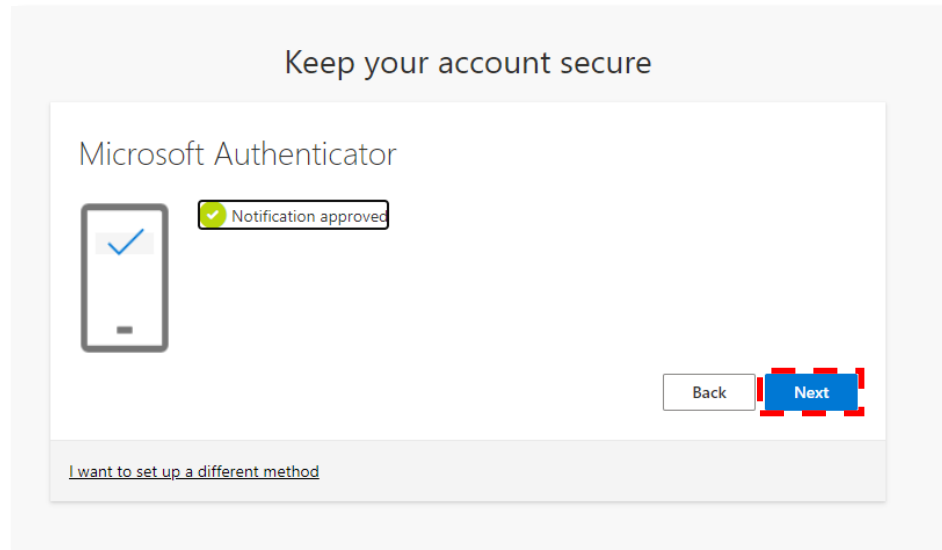 Keep your account secure
Microsoft Authenticator
Notification approved
Back
Next
I want to set up a different method